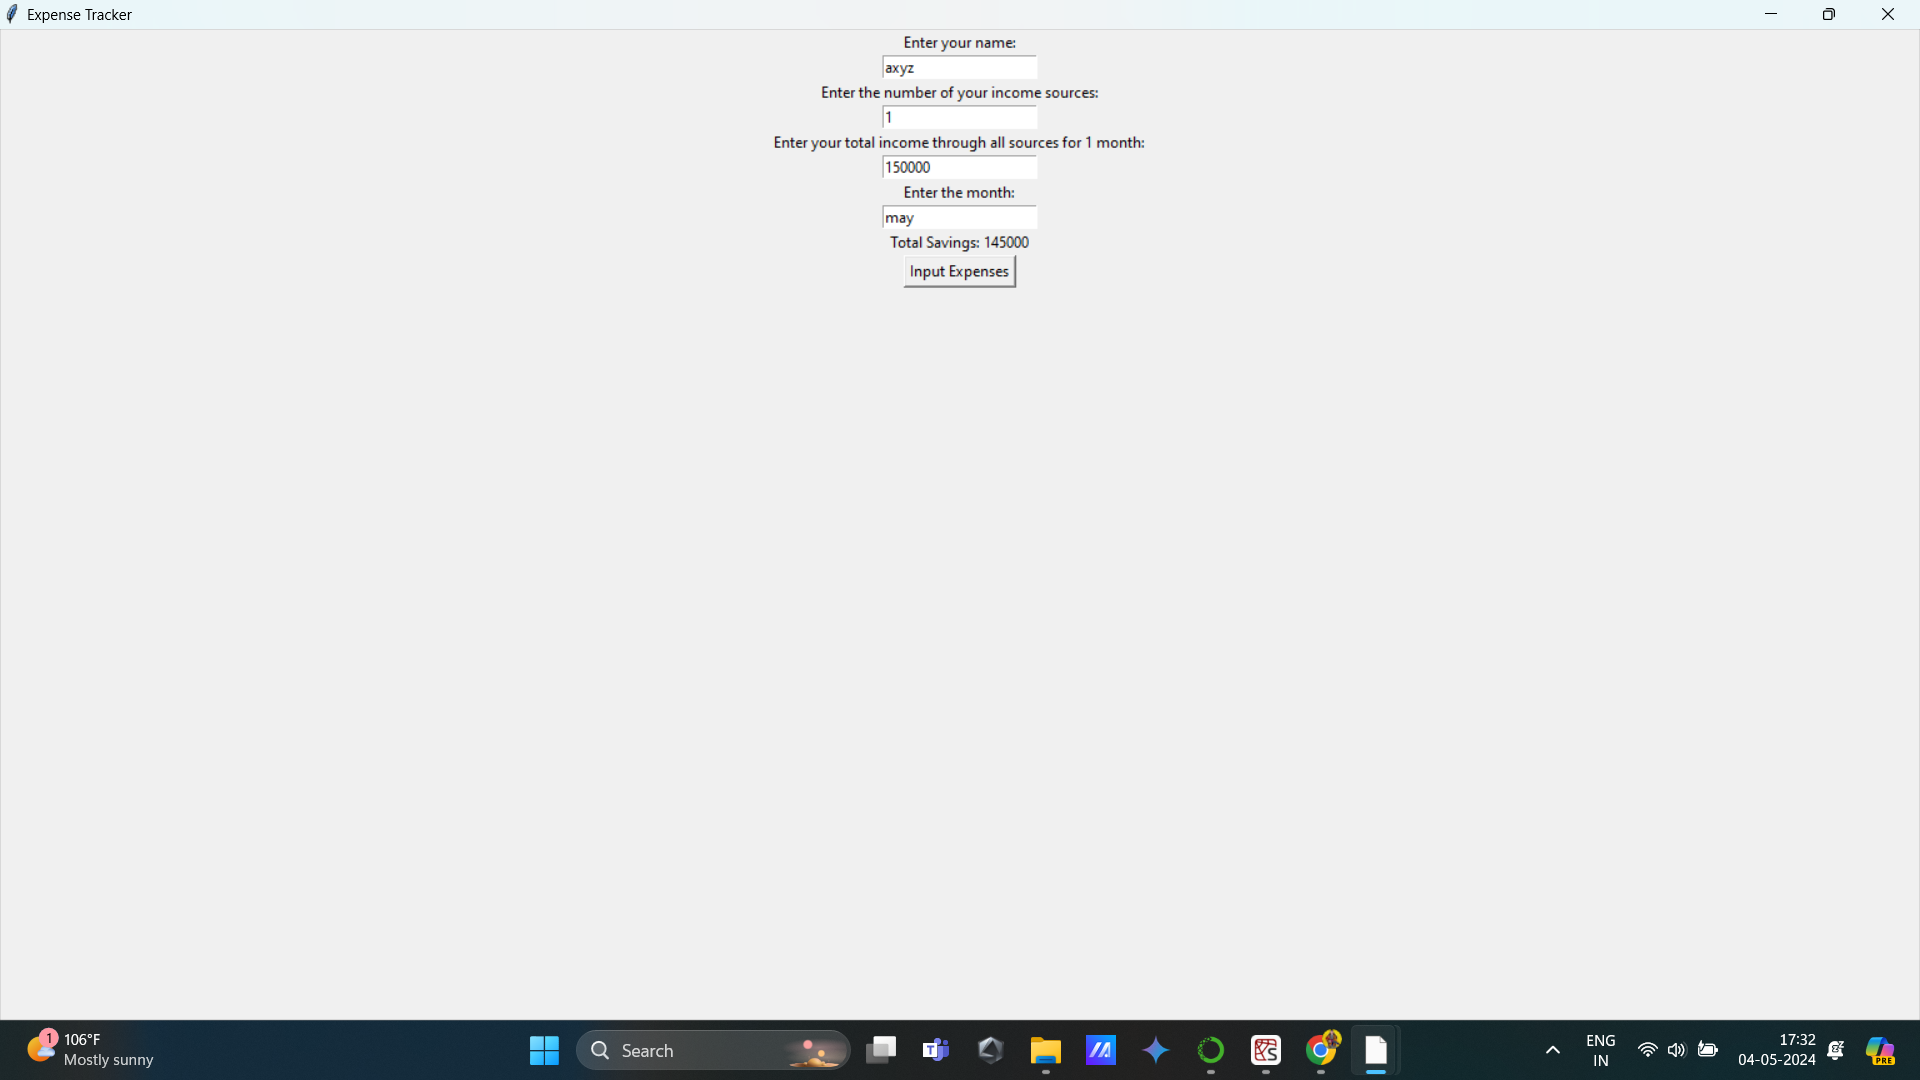 Expense Tracker
Enter your name:
axyz
Enter the number of your income sources:
1
Enter your total income through all sources for 1 month:
150000
Enter the month:
may
Total Savings: 145000
Input Expenses
1
106°F
Mostly sunny
Search
ENG
IN
17:32
04-05-2024
PRE